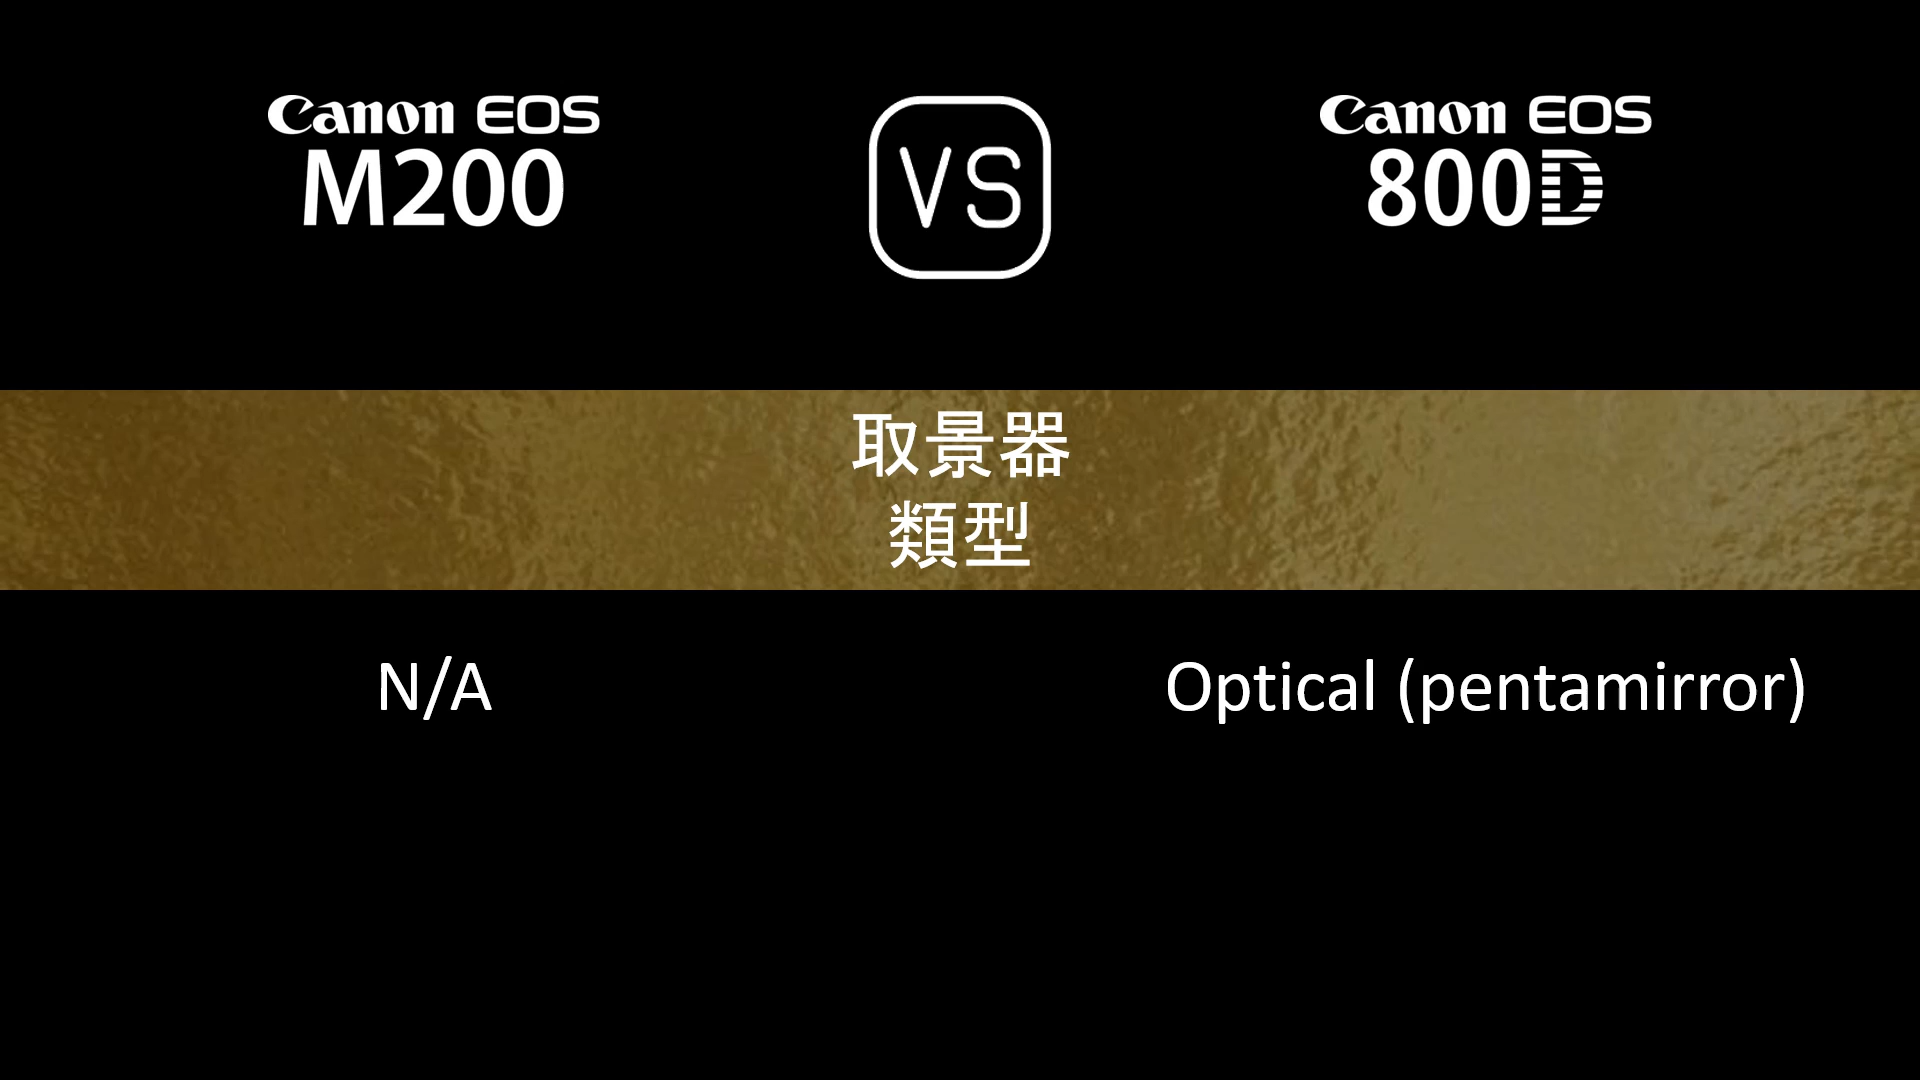 Canon EOS
M200
VS
Canon EOS
800D
取景器
類型
N/A
Optical (pentamirror)